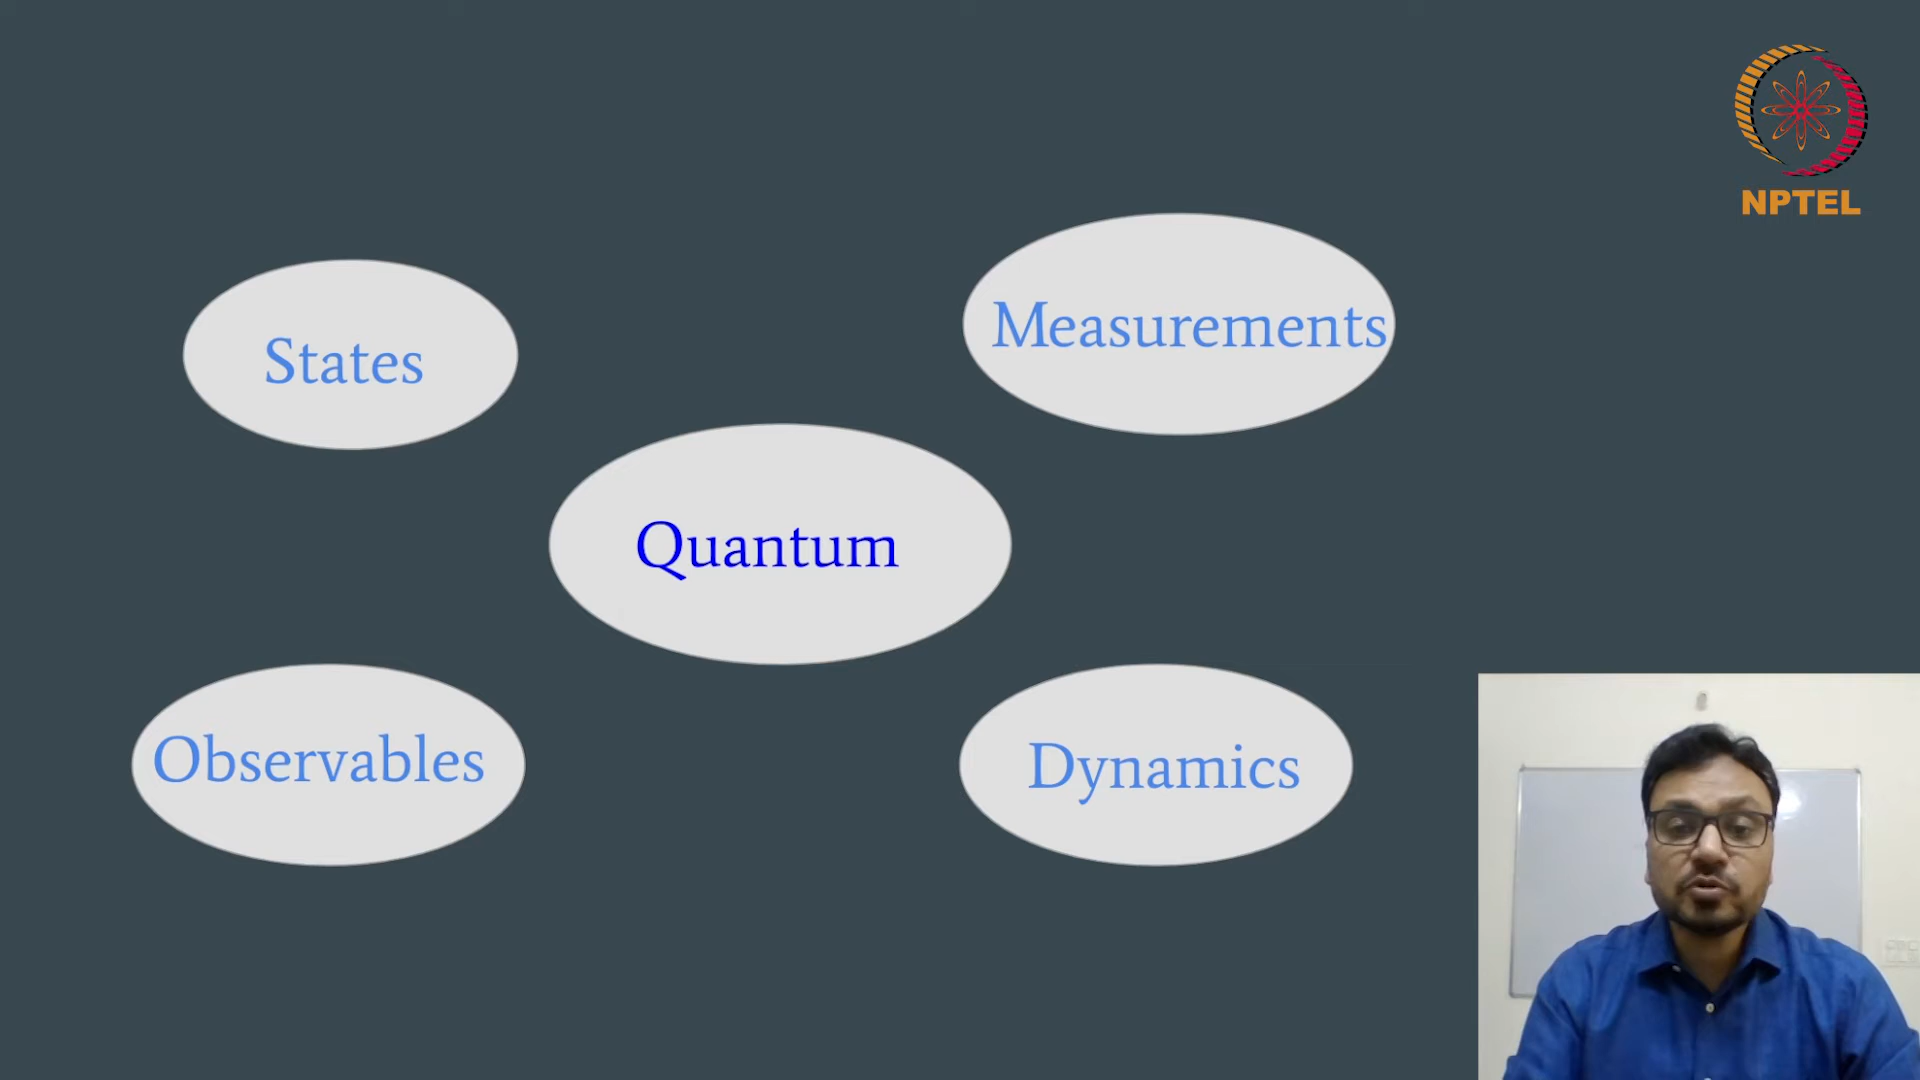 NPTEL
States
Measurements
Quantum
Observables
Dynamics